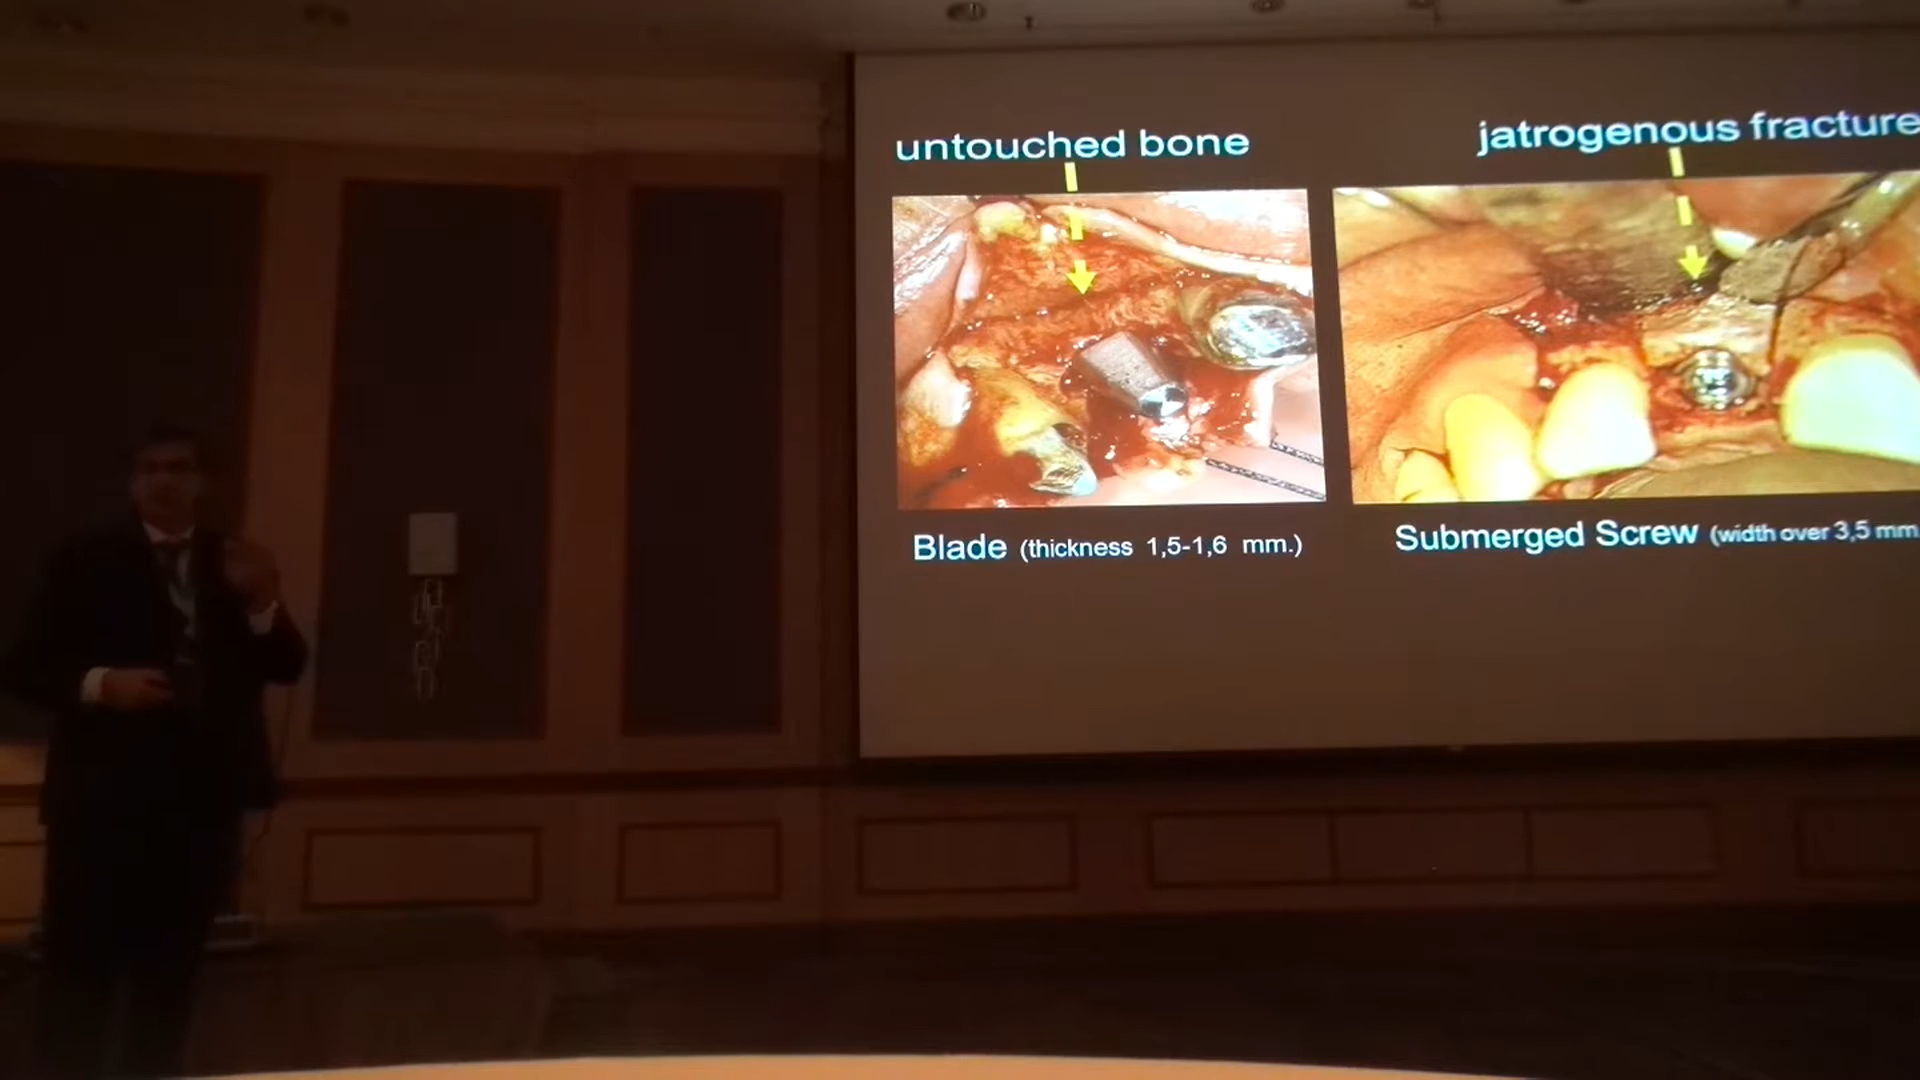 untouched bone
jatrogenous fracture
Blade (thickness 1,5-1,6 mm.)
Submerged Screw (width over 3,5 mm